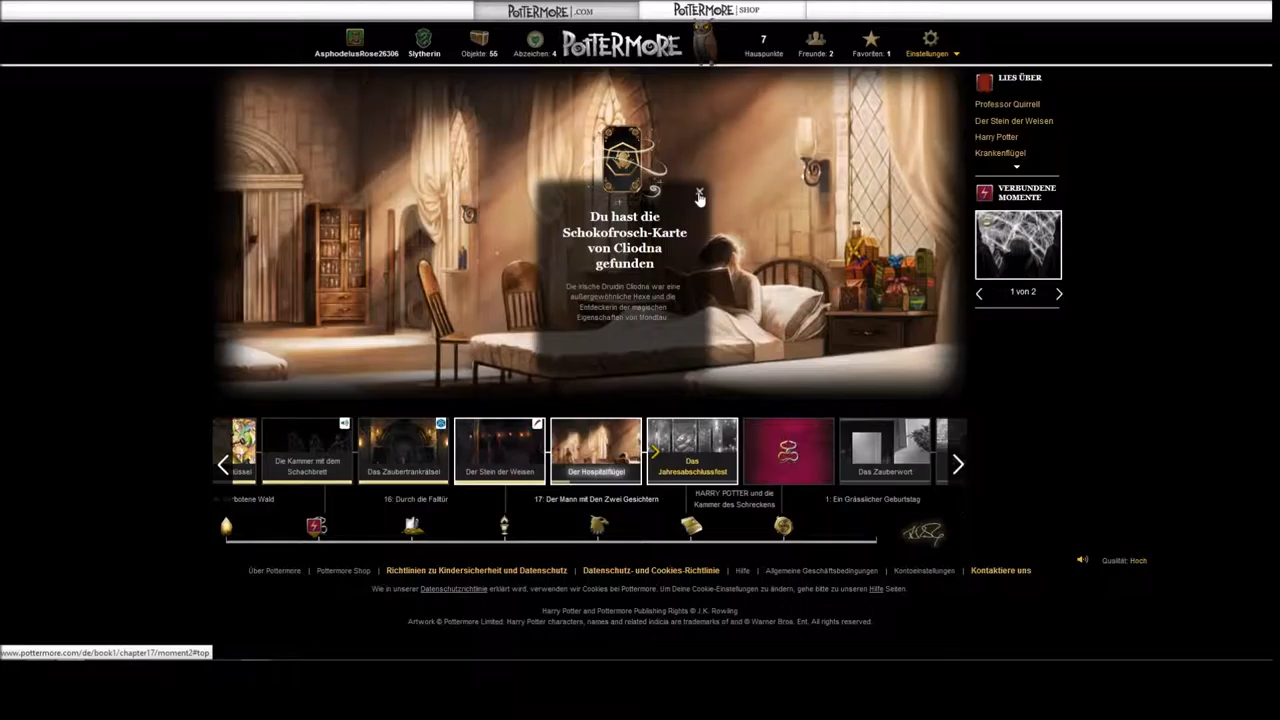 POTTERMORE.COM
POTTERMORE SHOP
AsphodelusRose26306
Slytherin
Objekte: 55
Abzeichen: 4
POTTERMORE
7
Hauspunkte
Freunde: 2
Favoriten: 1
Einstellungen
LIES ÜBER
Professor Quirrell
Der Stein der Weisen
Harry Potter
Krankenflügel
VERBUNDENE
MOMENTE
1 von 2
Du hast die
Schokofrosch-Karte
von Cliodna
gefunden
Die irische Druidin Cliodna war eine
außergewöhnliche Hexe und die
Entdeckerin der magischen
Eigenschaften von Mondtau
Die Kammer mit dem
Schachbrett
Das Zaubertrankrätsel
Der Stein der Weisen
Der Hospitalflügel
Das
Jahresabschlussfest
Das Zauberwort
Wald
16: Durch die Falltür
17: Der Mann mit Den Zwei Gesichtern
HARRY POTTER und die
Kammer des Schreckens
1: Ein Grässlicher Geburtstag
Qualität: Hoch
Über Pottermore | Pottermore Shop | Richtlinien zu Kindersicherheit und Datenschutz | Datenschutz- und Cookies-Richtlinie | Hilfe | Allgemeine Geschäftsbedingungen | Kontoeinstellungen | Kontaktiere uns
Wie in unserer Datenschutzrichtlinie erklärt wird, verwenden wir Cookies bei Pottermore. Um Deine Cookie-Einstellungen zu ändern, gehe bitte zu unseren Hilfe Seiten.
Harry Potter and Pottermore Publishing Rights © J.K. Rowling
Artwork © Pottermore Limited. Harry Potter characters, names and related indicia are trademarks of and © Warner Bros. Ent. All rights reserved.
www.pottermore.com/de/book1/chapter17/moment2#top